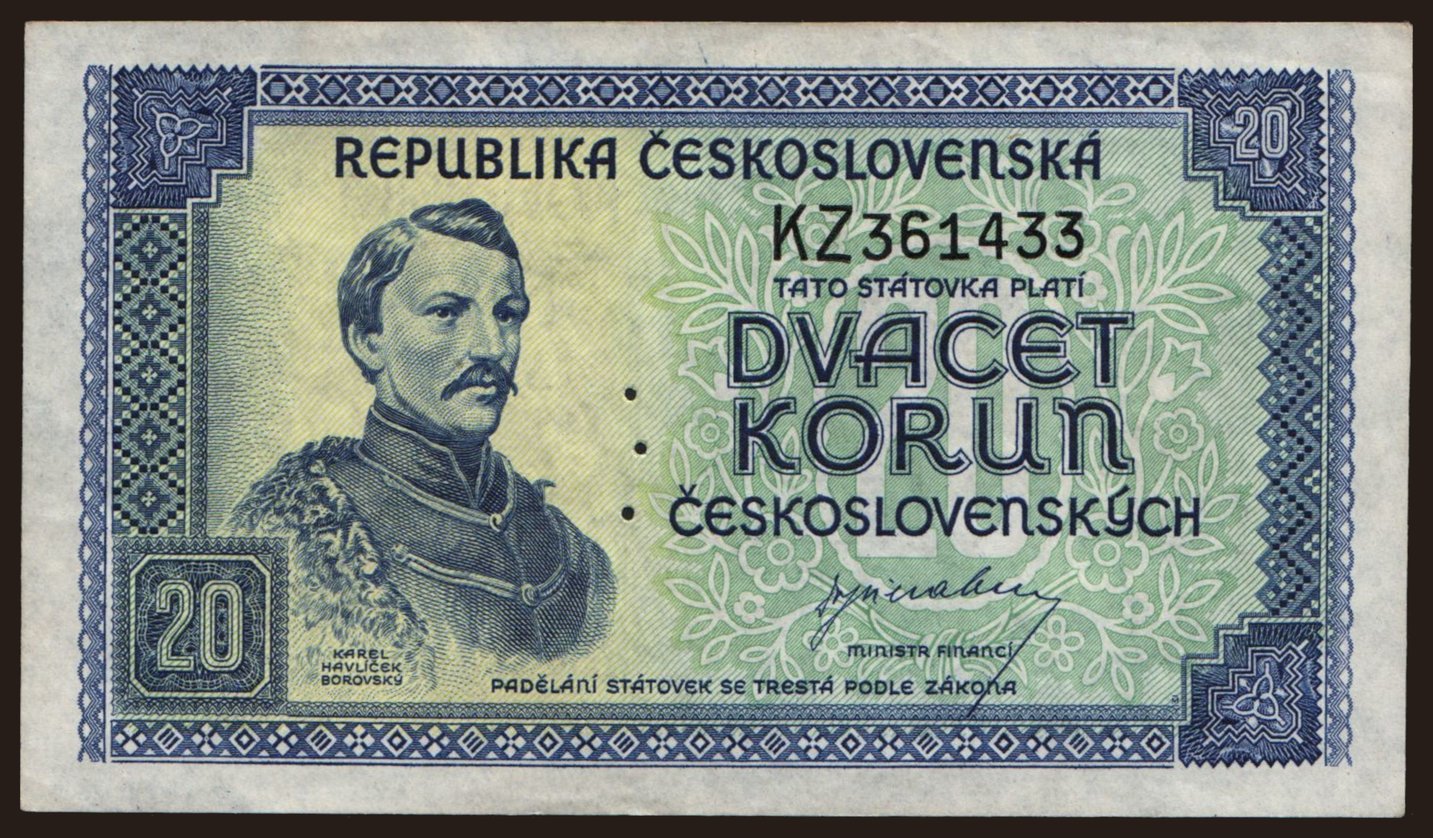 20
REPUBLIKA ČESKOSLOVENSKÁ
KZ361433
TATO STÁTOVKA PLATÍ
DVACET
KORUN
ČESKOSLOVENSKÝCH
20
MINISTR FINANCÍ
20
KAREL
HAVLÍČEK
BOROVSKÝ
PADĚLÁNÍ STÁTOVEK SE TRESTÁ PODLE ZÁKONA